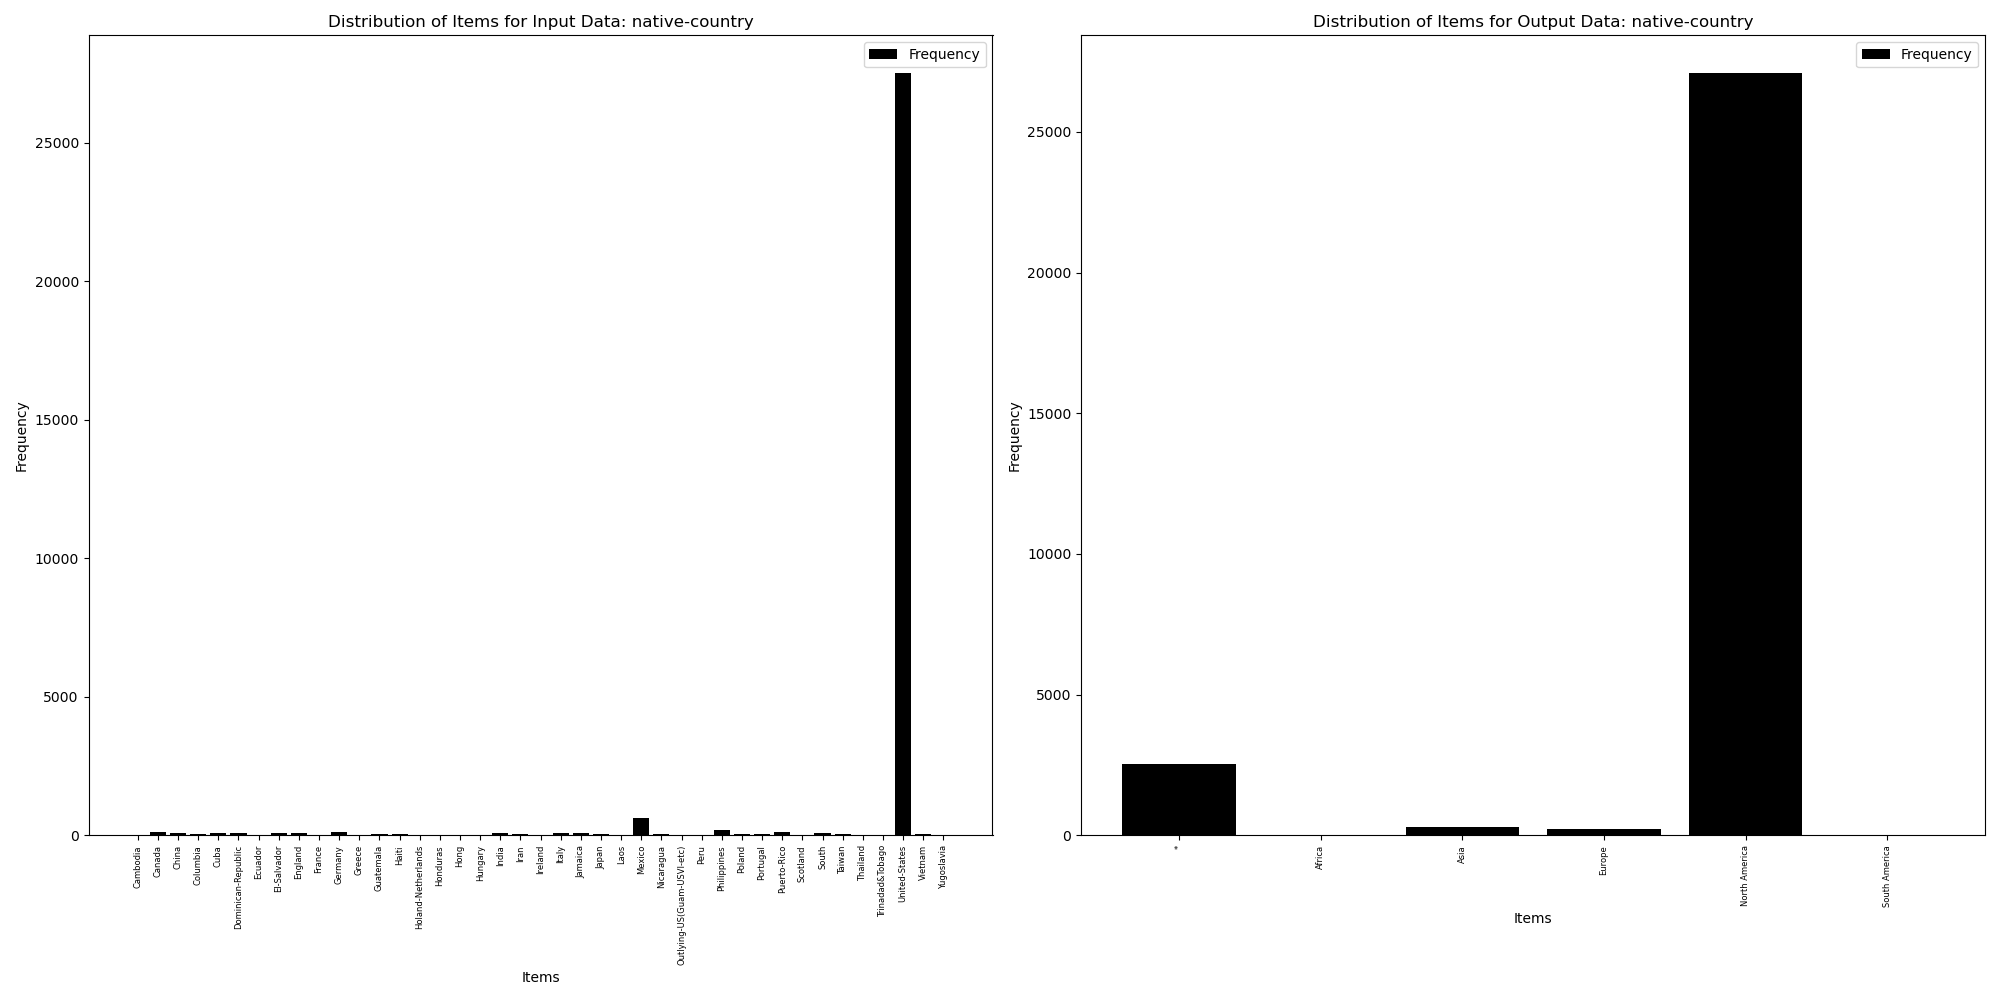 Distribution of Items for Input Data: native-country
Frequency
25000
20000
15000
10000
5000
0
Frequency
Cambodia
Canada
China
Columbia
Cuba
Dominican-Republic
Ecuador
El-Salvador
England
France
Germany
Greece
Guatemala
Haiti
Holand-Netherlands
Honduras
Hong
Hungary
India
Iran
Ireland
Italy
Jamaica
Japan
Laos
Mexico
Nicaragua
Outlying-US(Guam-USVI-etc)
Peru
Philippines
Poland
Portugal
Puerto-Rico
Scotland
South
Taiwan
Thailand
Trinadad&Tobago
United-States
Vietnam
Yugoslavia
Items
Distribution of Items for Output Data: native-country
Frequency
25000
20000
15000
10000
5000
0
Frequency
*
Africa
Asia
Europe
North America
South America
Items